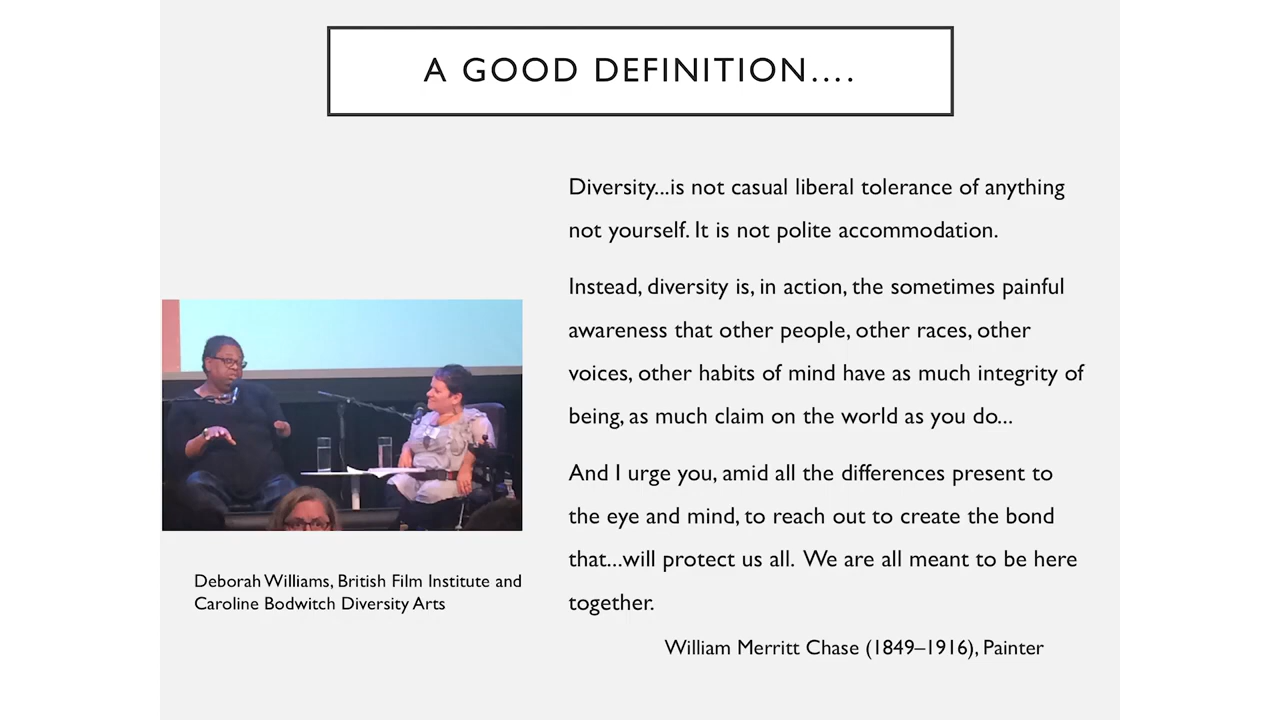 A GOOD DEFINITION....
Diversity...is not casual liberal tolerance of anything
not yourself. It is not polite accommodation.
Instead, diversity is, in action, the sometimes painful
awareness that other people, other races, other
voices, other habits of mind have as much integrity of
being, as much claim on the world as you do...
And I urge you, amid all the differences present to
the eye and mind, to reach out to create the bond
that...will protect us all. We are all meant to be here
together.
William Merritt Chase (1849–1916), Painter
Deborah Williams, British Film Institute and
Caroline Bodwitch Diversity Arts